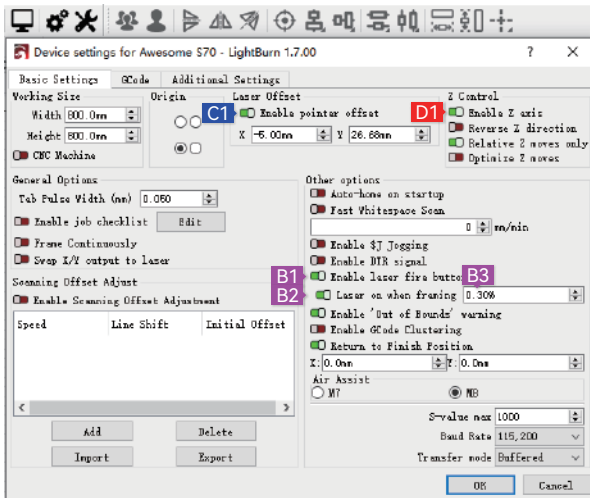 Device settings for Awesome S70 - LightBurn 1.7.00
? ×
Basic Settings GCode Additional Settings
Working Size
Width 800.0mm
Height 800.0mm
CNC Machine
Origin
Laser Offset
C1 Enable pointer offset
X -5.00mm Y 26.68mm
Z Control
D1 Enable Z axis
Reverse Z direction
Relative Z moves only
Optimize Z moves
General Options
Tab Pulse Width (mm) 0.050
Enable job checklist Edit
Frame Continuously
Swap X/Y output to laser
Scanning Offset Adjust
Enable Scanning Offset Adjustment
Speed Line Shift Initial Offset
Add Delete
Import Export
Other options
Auto-home on startup
Fast Whitespace Scan
0 mm/min
Enable $J Jogging
Enable DTR signal
B1 Enable laser fire button
B2 Laser on when framing 0.30% B3
Enable 'Out of Bounds' warning
Enable GCode Clustering
Return to Finish Position
X: 0.0mm Y: 0.0mm
Air Assist
M7 M8
S-value max 1000
Baud Rate 115,200
Transfer mode Buffered
OK Cancel